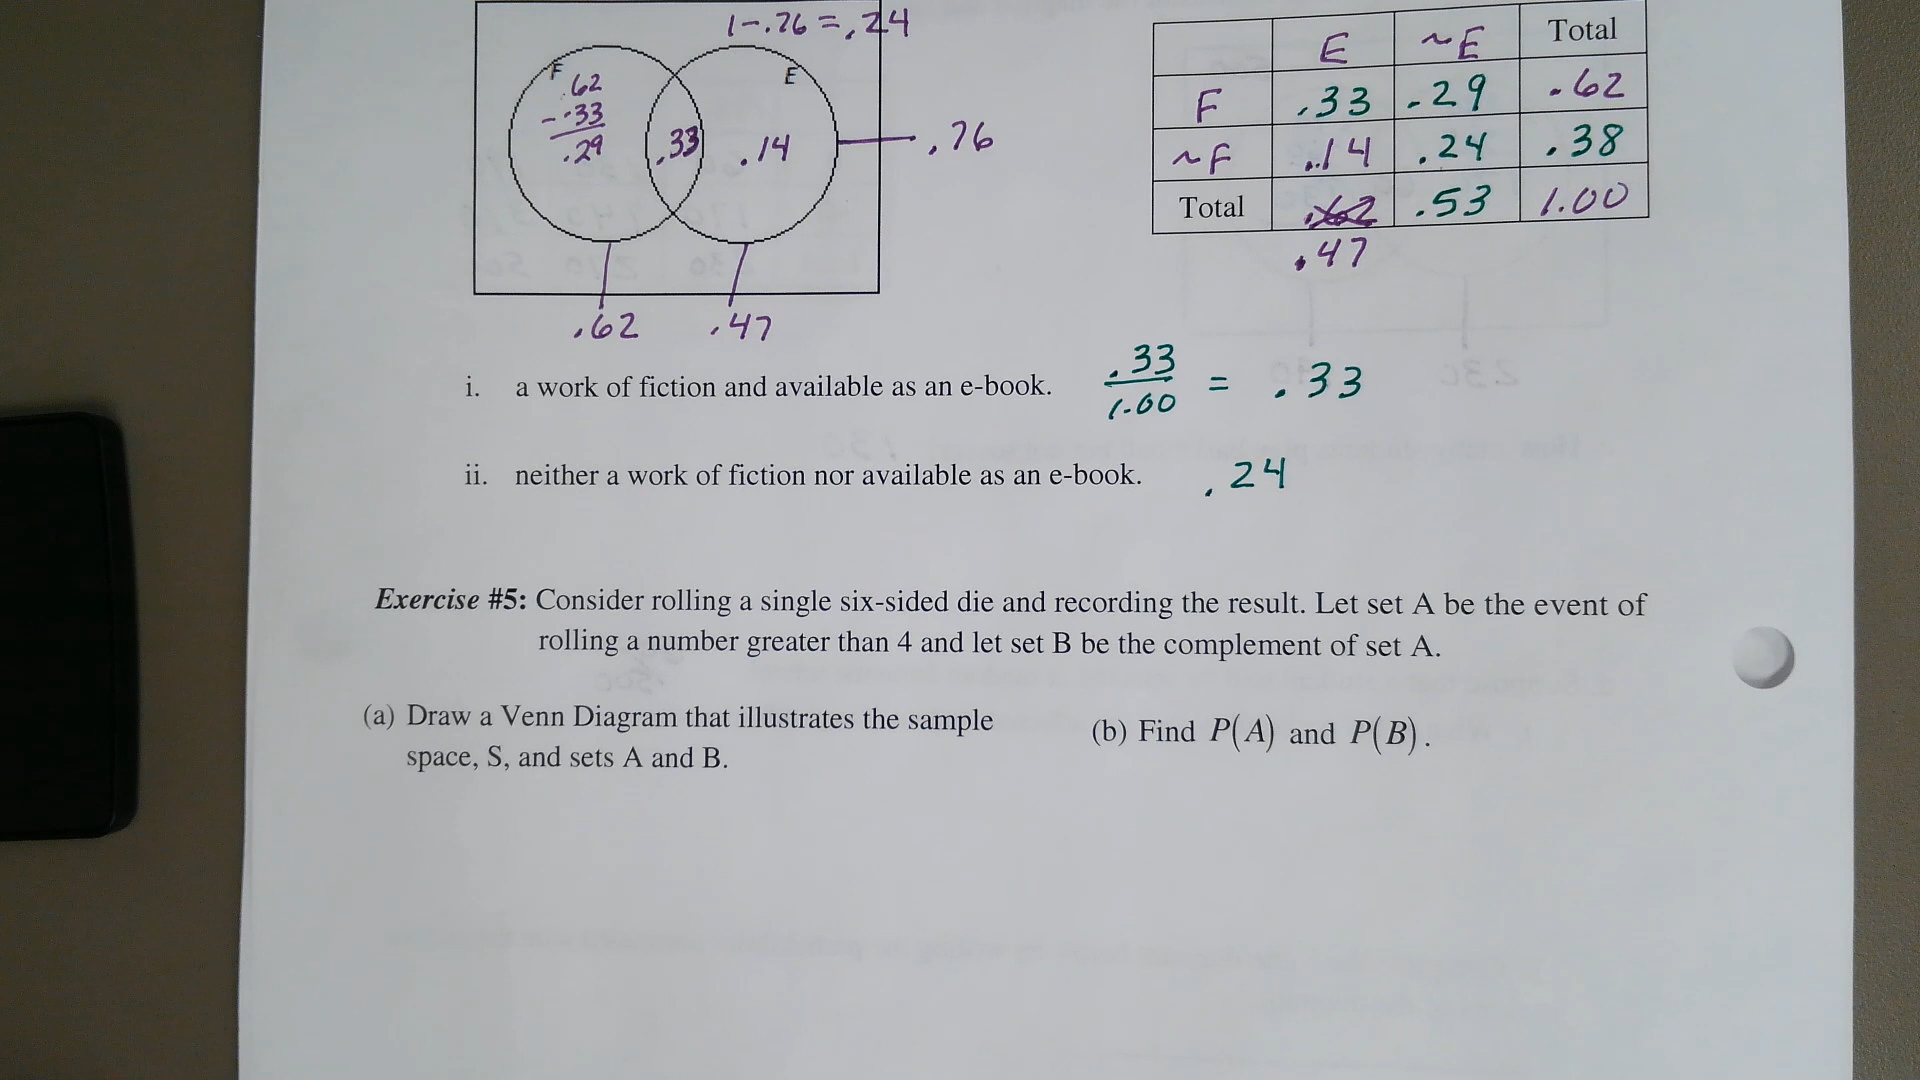 1-.76=.24
F
E
.62
-.33
.29
.33
.14
.76
.62
.47
E ~E Total
F .33 .29 .62
~F .14 .24 .38
Total .62 .53 1.00
.47
i. a work of fiction and available as an e-book. .33/1.00 = .33
ii. neither a work of fiction nor available as an e-book. .24
Exercise #5: Consider rolling a single six-sided die and recording the result. Let set A be the event of
rolling a number greater than 4 and let set B be the complement of set A.
(a) Draw a Venn Diagram that illustrates the sample
space, S, and sets A and B.
(b) Find P(A) and P(B).